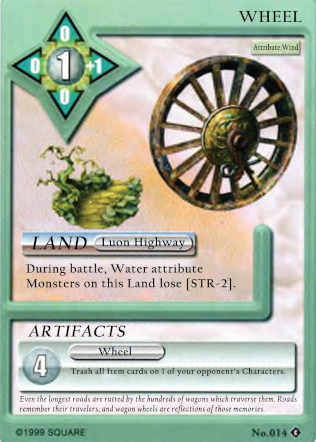 WHEEL
Attribute:Wind
0
0 1 +1
0
LAND Luon Highway
During battle, Water attribute
Monsters on this Land lose [STR-2].
ARTIFACTS
Wheel
4
Trash all Item cards on 1 of your opponent's Characters.
Even the longest roads are rutted by the hundreds of wagons which traverse them. Roads
remember their travelers, and wagon wheels are reflections of those memories.
©1999 SQUARE
No.014 C